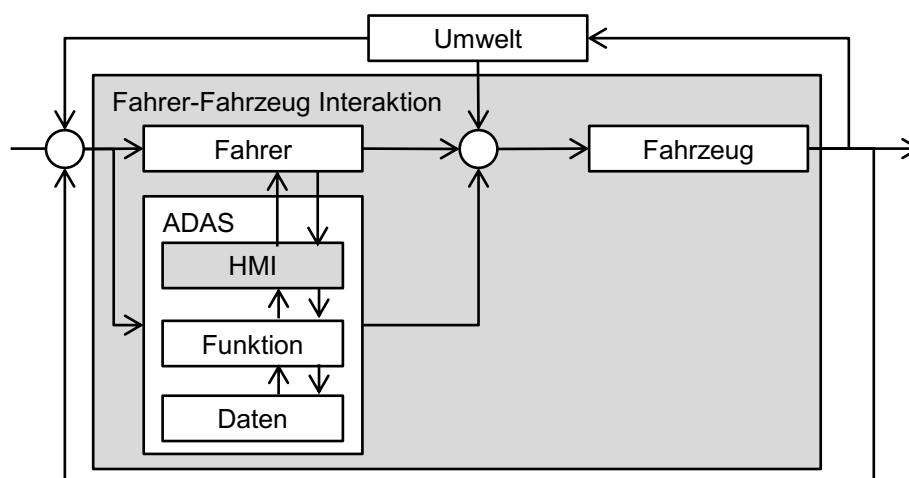 Umwelt
Fahrer-Fahrzeug Interaktion
Fahrer
Fahrzeug
ADAS
HMI
Funktion
Daten